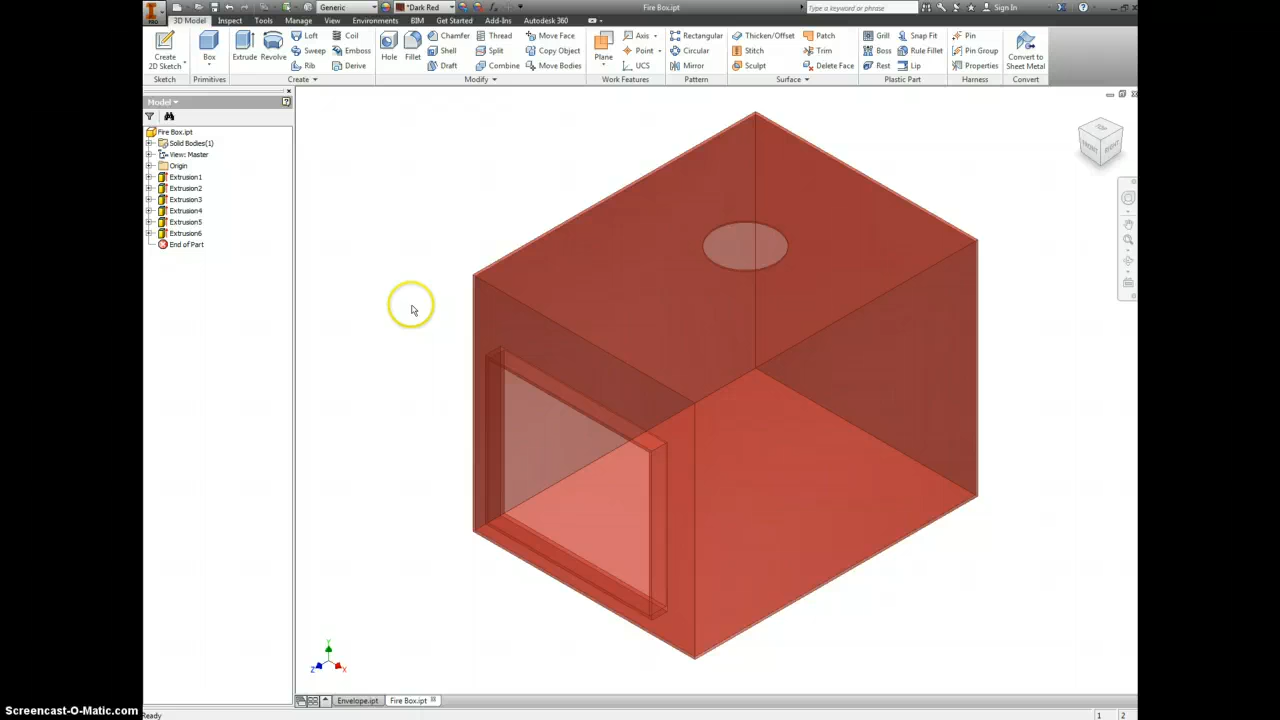 Generic
*Dark Red
Fire Box.ipt
Type a keyword or phrase
Sign In
PRO
3D Model
Inspect
Tools
Manage
View
Environments
BIM
Get Started
Add-Ins
Autodesk 360
Create 2D Sketch
Sketch
Box
Primitives
Extrude
Revolve
Loft
Sweep
Rib
Coil
Emboss
Derive
Create
Hole
Fillet
Chamfer
Shell
Draft
Thread
Split
Combine
Move Face
Copy Object
Move Bodies
Modify
Plane
Axis
Point
UCS
Work Features
Rectangular
Circular
Mirror
Pattern
Thicken/Offset
Stitch
Sculpt
Patch
Trim
Delete Face
Surface
Grill
Boss
Rest
Snap Fit
Rule Fillet
Lip
Plastic Part
Pin
Pin Group
Properties
Harness
Convert to Sheet Metal
Convert
Model
Fire Box.ipt
Solid Bodies(1)
View: Master
Origin
Extrusion1
Extrusion2
Extrusion3
Extrusion4
Extrusion5
Extrusion6
End of Part
FRONT
RIGHT
Y
Z
X
Envelope.ipt
Fire Box.ipt
Ready
1
2
Screencast-O-Matic.com